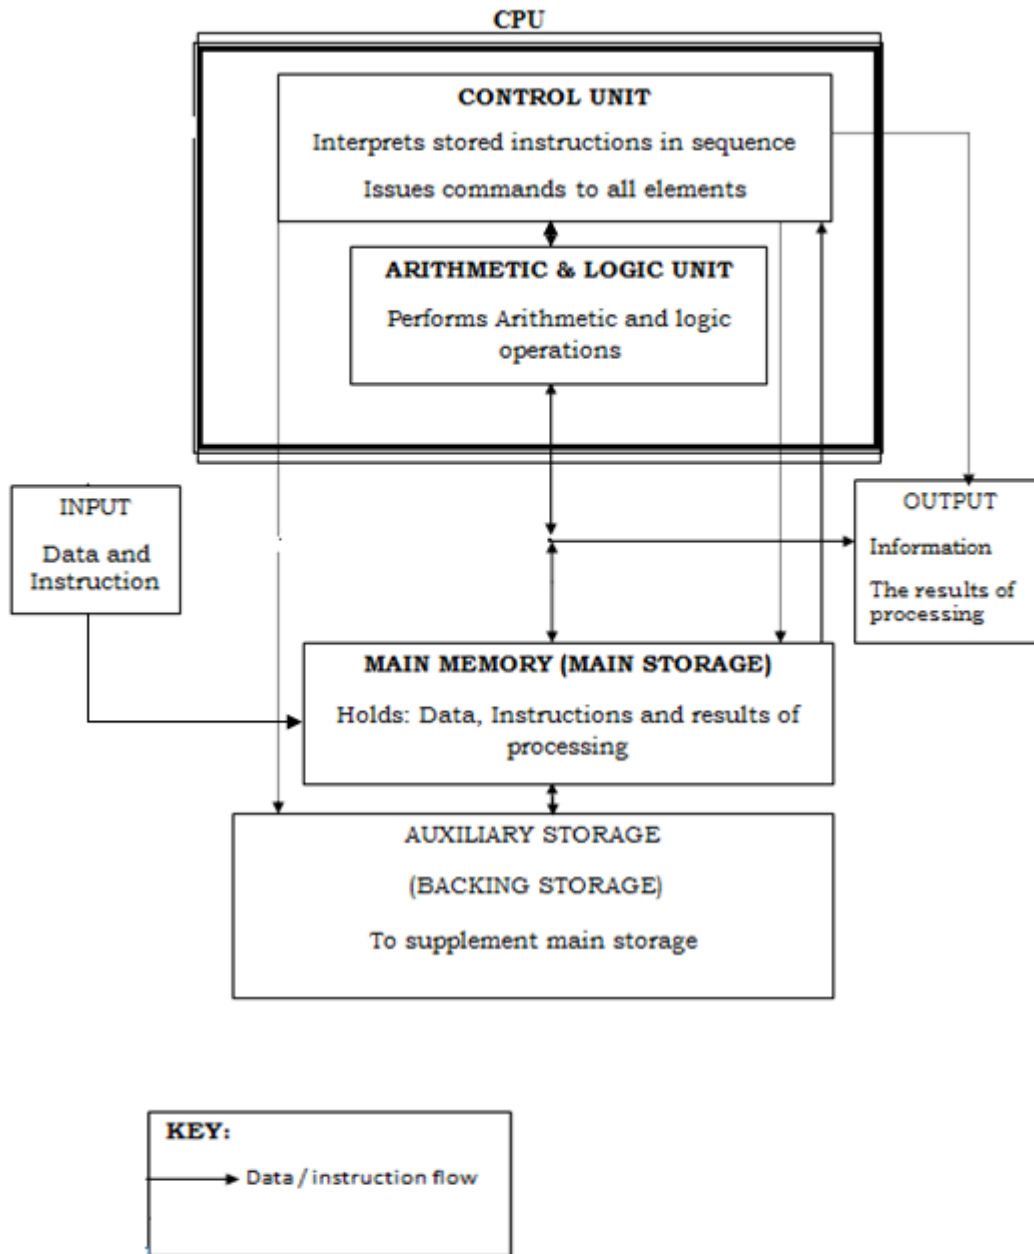 CPU
CONTROL UNIT
Interprets stored instructions in sequence
Issues commands to all elements
ARITHMETIC & LOGIC UNIT
Performs Arithmetic and logic
operations
INPUT
Data and
Instruction
OUTPUT
Information
The results of
processing
MAIN MEMORY (MAIN STORAGE)
Holds: Data, Instructions and results of
processing
AUXILIARY STORAGE
(BACKING STORAGE)
To supplement main storage
KEY:
Data / instruction flow